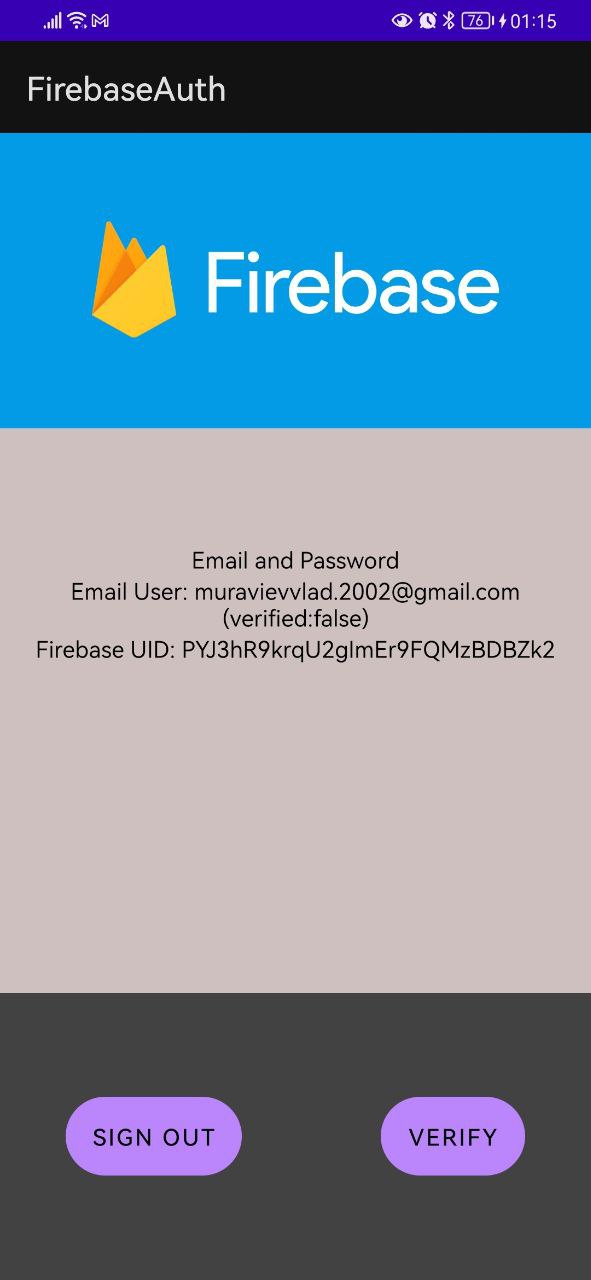 76 01:15
FirebaseAuth
Firebase
Email and Password
Email User: muravievvlad.2002@gmail.com
(verified:false)
Firebase UID: PYJ3hR9krqU2gImEr9FQMzBDBZk2
SIGN OUT
VERIFY